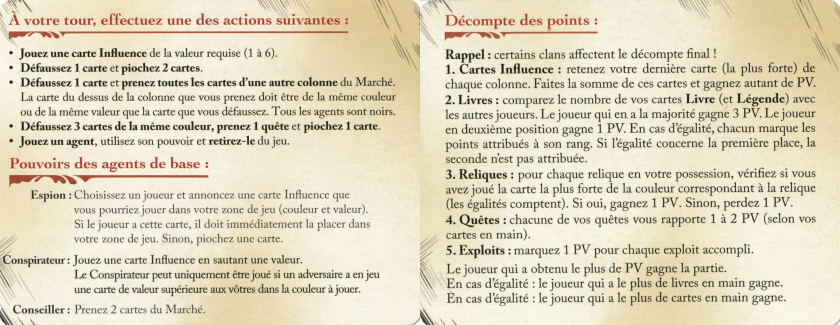 À votre tour, effectuez une des actions suivantes :
• Jouez une carte Influence de la valeur requise (1 à 6).
• Défaussez 1 carte et piochez 2 cartes.
• Défaussez 1 carte et prenez toutes les cartes d'une autre colonne du Marché.
La carte du dessus de la colonne que vous prenez doit être de la même couleur
ou de la même valeur que la carte que vous défaussez. Tous les agents sont noirs.
• Défaussez 3 cartes de la même couleur, prenez 1 quête et piochez 1 carte.
• Jouez un agent, utilisez son pouvoir et retirez-le du jeu.
Pouvoirs des agents de base :
Espion : Choisissez un joueur et annoncez une carte Influence que
vous pourriez jouer dans votre zone de jeu (couleur et valeur).
Si le joueur a cette carte, il doit immédiatement la placer dans
votre zone de jeu. Sinon, piochez une carte.
Conspirateur : Jouez une carte Influence en sautant une valeur.
Le Conspirateur peut uniquement être joué si un adversaire a en jeu
une carte de valeur supérieure aux vôtres dans la couleur à jouer.
Conseiller : Prenez 2 cartes du Marché.
Décompte des points :
Rappel : certains clans affectent le décompte final !
1. Cartes Influence : retenez votre dernière carte (la plus forte) de
chaque colonne. Faites la somme de ces cartes et gagnez autant de PV.
2. Livres : comparez le nombre de vos cartes Livre (et Légende) avec
les autres joueurs. Le joueur qui en a la majorité gagne 3 PV. Le joueur
en deuxième position gagne 1 PV. En cas d'égalité, chacun marque les
points attribués à son rang. Si l'égalité concerne la première place, la
seconde n'est pas attribuée.
3. Reliques : pour chaque relique en votre possession, vérifiez si vous
avez joué la carte la plus forte de la couleur correspondant à la relique
(les égalités comptent). Si oui, gagnez 1 PV. Sinon, perdez 1 PV.
4. Quêtes : chacune de vos quêtes vous rapporte 1 à 2 PV (selon vos
cartes en main).
5. Exploits : marquez 1 PV pour chaque exploit accompli.
Le joueur qui a obtenu le plus de PV gagne la partie.
En cas d'égalité : le joueur qui a le plus de livres en main gagne.
En cas d'égalité : le joueur qui a le plus de cartes en main gagne.